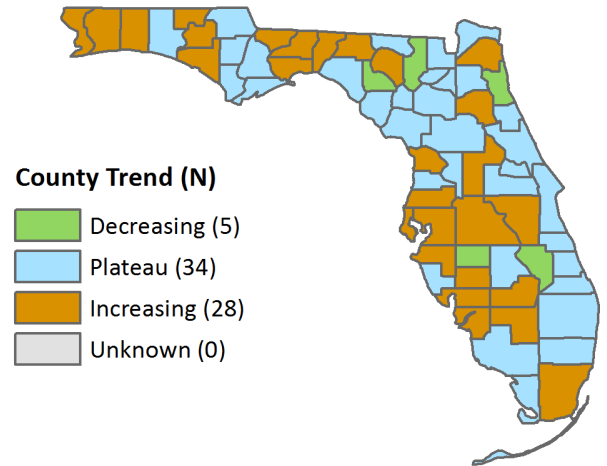 County Trend (N)
Decreasing (5)
Plateau (34)
Increasing (28)
Unknown (0)